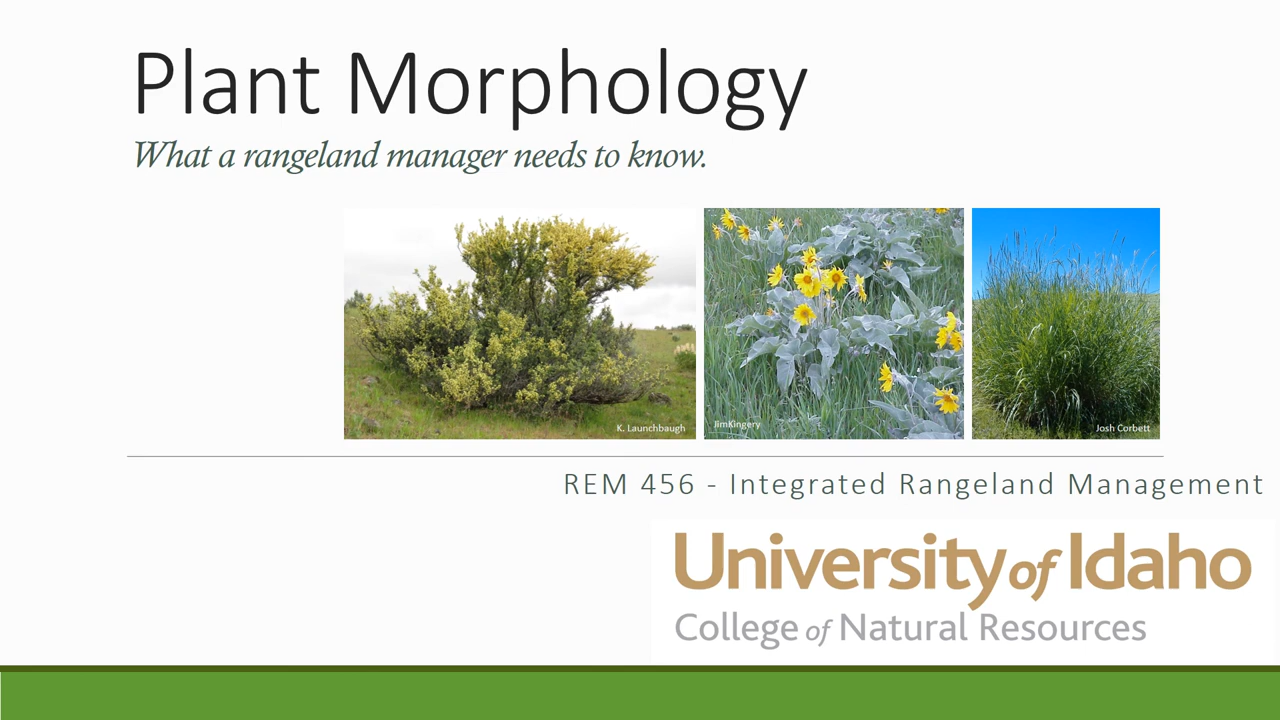 Plant Morphology
What a rangeland manager needs to know.
K. Launchbaugh
JimKingery
Josh Corbett
REM 456 - Integrated Rangeland Management
University of Idaho
College of Natural Resources